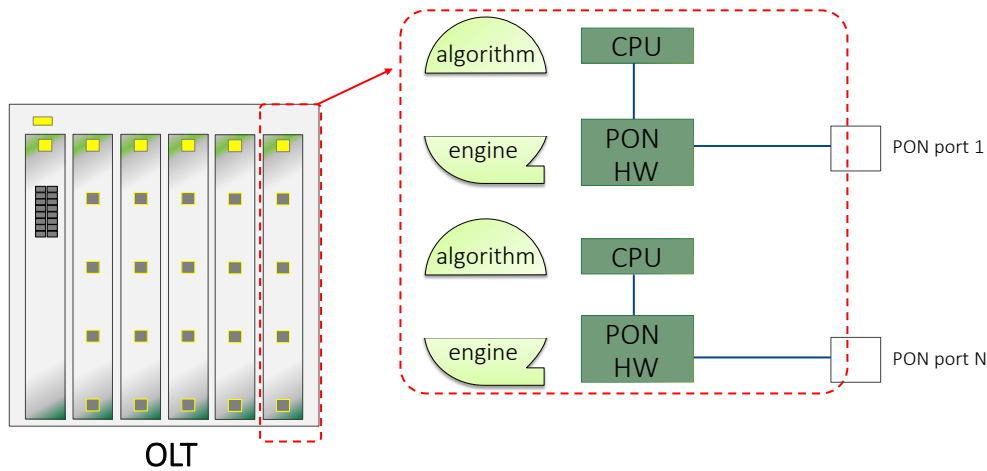 algorithm
CPU
engine
PON
HW
PON port 1
algorithm
CPU
engine
PON
HW
PON port N
OLT